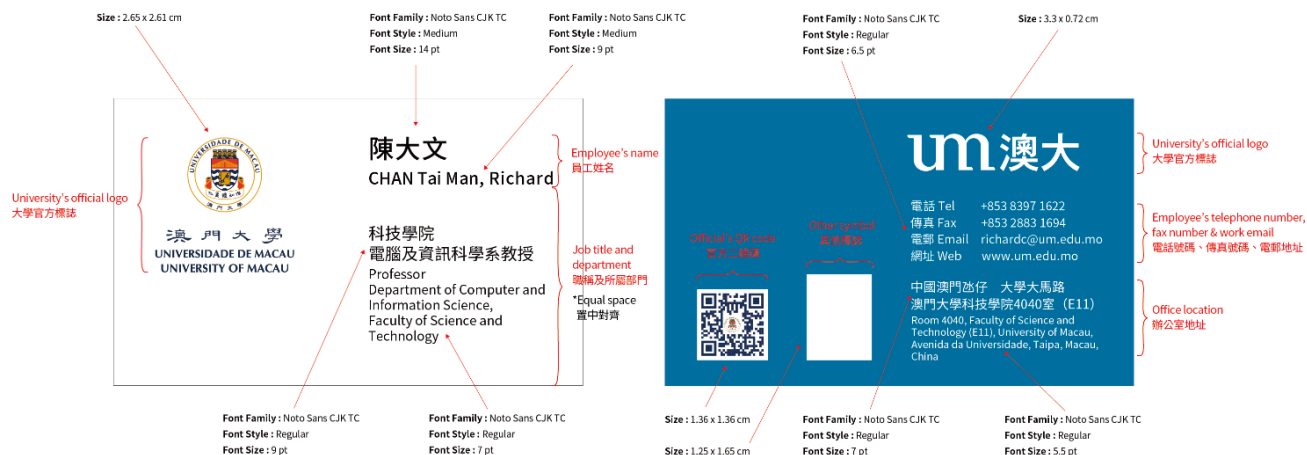 Size : 2.65 x 2.61 cm
Font Family : Noto Sans CJK TC
Font Style : Medium
Font Size : 14 pt
Font Family : Noto Sans CJK TC
Font Style : Medium
Font Size : 9 pt
Font Family : Noto Sans CJK TC
Font Style : Regular
Font Size : 6.5 pt
Size : 3.3 x 0.72 cm
University's official logo
大學官方標誌
UNIVERSIDADE DE MACAU
澳門大學
澳門大學
UNIVERSIDADE DE MACAU
UNIVERSITY OF MACAU
陳大文
CHAN Tai Man, Richard
科技學院
電腦及資訊科學系教授
Professor
Department of Computer and
Information Science,
Faculty of Science and
Technology
Employee's name
員工姓名
Job title and
department
職稱及所屬部門
*Equal space
置中對齊
Font Family : Noto Sans CJK TC
Font Style : Regular
Font Size : 9 pt
Font Family : Noto Sans CJK TC
Font Style : Regular
Font Size : 7 pt
um澳大
電話 Tel +853 8397 1622
傳真 Fax +853 2883 1694
電郵 Email richardc@um.edu.mo
網址 Web www.um.edu.mo
Official's QR code
官方二維碼
Other symbol
其他標誌
中國澳門氹仔 大學大馬路
澳門大學科技學院4040室（E11）
Room 4040, Faculty of Science and
Technology (E11), University of Macau,
Avenida da Universidade, Taipa, Macau,
China
University's official logo
大學官方標誌
Employee's telephone number,
fax number & work email
電話號碼、傳真號碼、電郵地址
Office location
辦公室地址
Size : 1.36 x 1.36 cm
Size : 1.25 x 1.65 cm
Font Family : Noto Sans CJK TC
Font Style : Regular
Font Size : 7 pt
Font Family : Noto Sans CJK TC
Font Style : Regular
Font Size : 5.5 pt